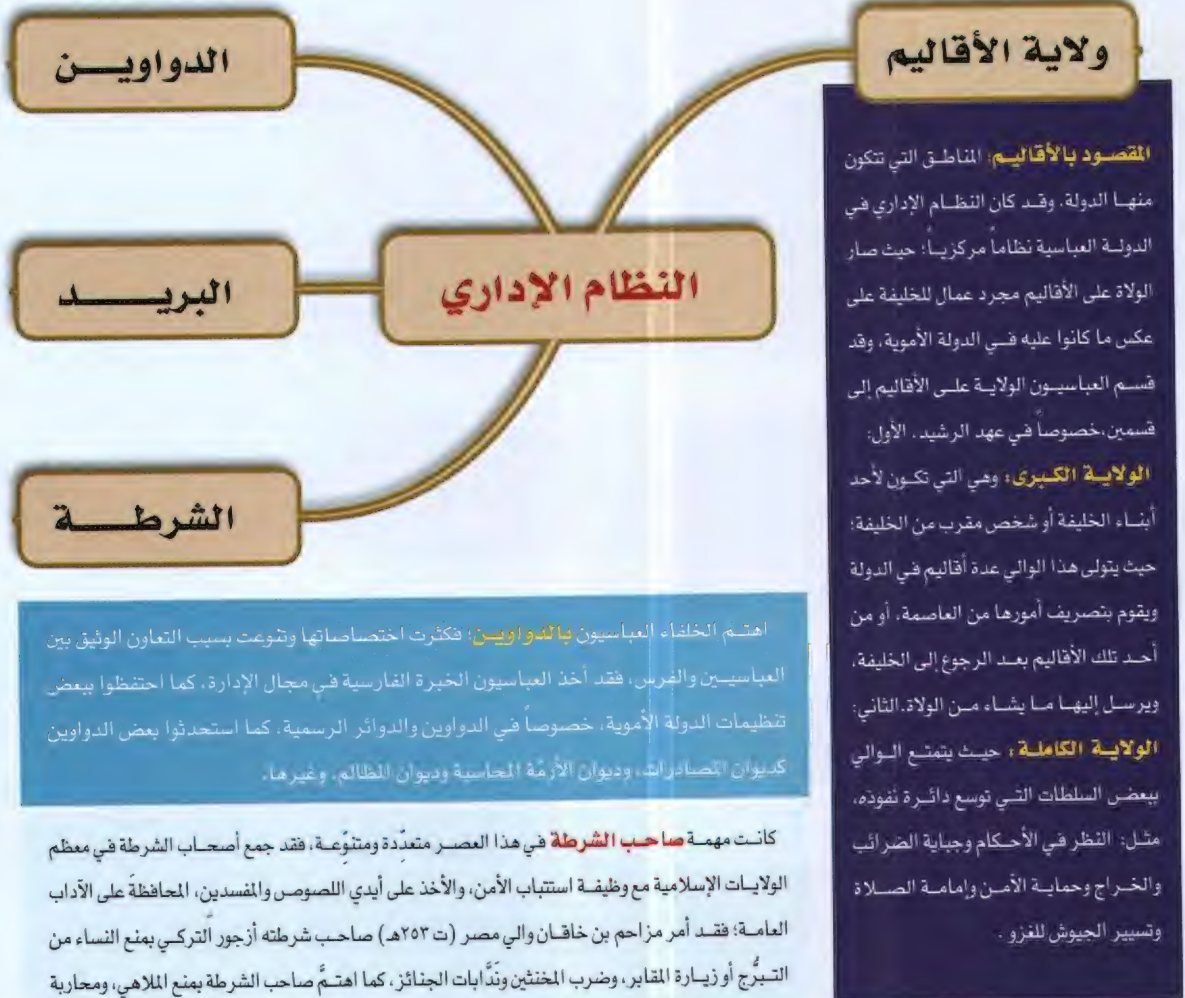 ولاية الأقاليم
المقصود بالأقاليم: المناطق التي تتكون
منها الدولة. وقد كان النظام الإداري في
الدولة العباسية نظاماً مركزياً؛ حيث صار
الولاة على الأقاليم مجرد عمال للخليفة على
عكس ما كانوا عليه في الدولة الأموية، وقد
قسم العباسيون الولاية على الأقاليم إلى
قسمين،خصوصاً في عهد الرشيد. الأول:
الولاية الكبرى: وهي التي تكون لأحد
أبناء الخليفة أو شخص مقرب من الخليفة؛
حيث يتولى هذا الوالي عدة أقاليم في الدولة
ويقوم بتصريف أمورها من العاصمة، أو من
أحد تلك الأقاليم بعد الرجوع إلى الخليفة،
ويرسل إليها ما يشاء من الولاة.الثاني:
الولاية الكاملة: حيث يتمتع الوالي
ببعض السلطات التي توسع دائرة نفوذه،
مثل: النظر في الأحكام وجباية الضرائب
والخراج وحماية الأمن وإمامة الصلاة
وتسيير الجيوش للغزو.
النظام الإداري
الدواوين
البريد
الشرطة
اهتم الخلفاء العباسيون بالدواوين؛ فكثرت اختصاصاتها وتنوعت بسبب التعاون الوثيق بين
العباسيين والفرس، فقد أخذ العباسيون الخبرة الفارسية في مجال الإدارة، كما احتفظوا ببعض
تنظيمات الدولة الأموية، خصوصاً في الدواوين والدوائر الرسمية، كما استحدثوا بعض الدواوين
كديوان المصادرات، وديوان الأزمّة المحاسبة وديوان المظالم، وغيرها.
كانت مهمة صاحب الشرطة في هذا العصر متعدّدة ومتنوّعة، فقد جمع أصحاب الشرطة في معظم
الولايات الإسلامية مع وظيفة استتباب الأمن، والأخذ على أيدي اللصوص والمفسدين، المحافظةَ على الآداب
العامة؛ فقد أمر مزاحم بن خاقان والي مصر (ت ٢٥٣هـ) صاحب شرطته أزجور التركي بمنع النساء من
التبرُّج أو زيارة المقابر، وضرب المخنثين ونَدَّابات الجنائز، كما اهتمَّ صاحب الشرطة بمنع الملاهي، ومحاربة